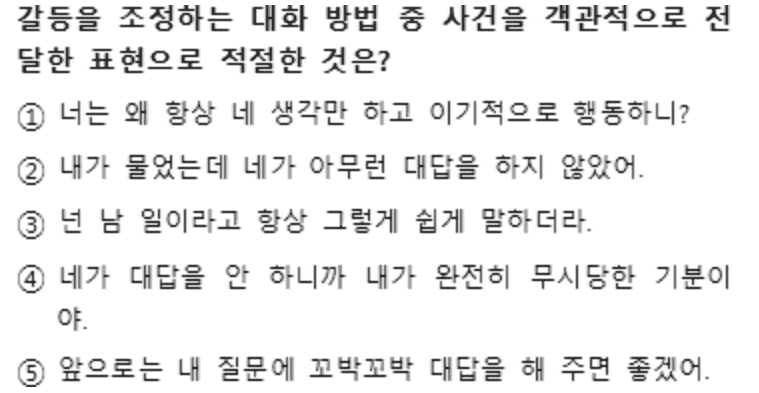 갈등을 조정하는 대화 방법 중 사건을 객관적으로 전
달한 표현으로 적절한 것은?
① 너는 왜 항상 네 생각만 하고 이기적으로 행동하니?
② 내가 물었는데 네가 아무런 대답을 하지 않았어.
③ 넌 남 일이라고 항상 그렇게 쉽게 말하더라.
④ 네가 대답을 안 하니까 내가 완전히 무시당한 기분이
야.
⑤ 앞으로는 내 질문에 꼬박꼬박 대답을 해 주면 좋겠어.